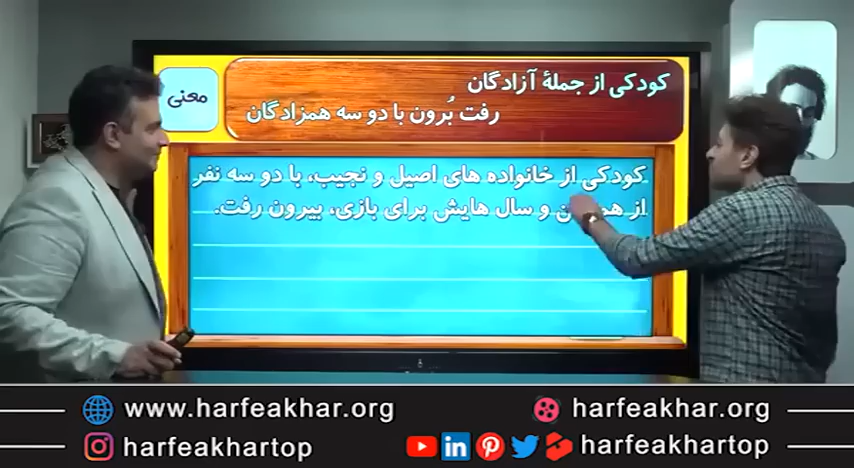 معنی
کودکی از جملهٔ آزادگان
رفت بُرون با دو سه همزادگان
کودکی از خانواده های اصیل و نجیب، با دو سه نفر
از و سال هایش برای بازی، بیرون رفت.
www.harfeakhar.org
harfeakhar.org
harfeakhartop
harfeakhartop